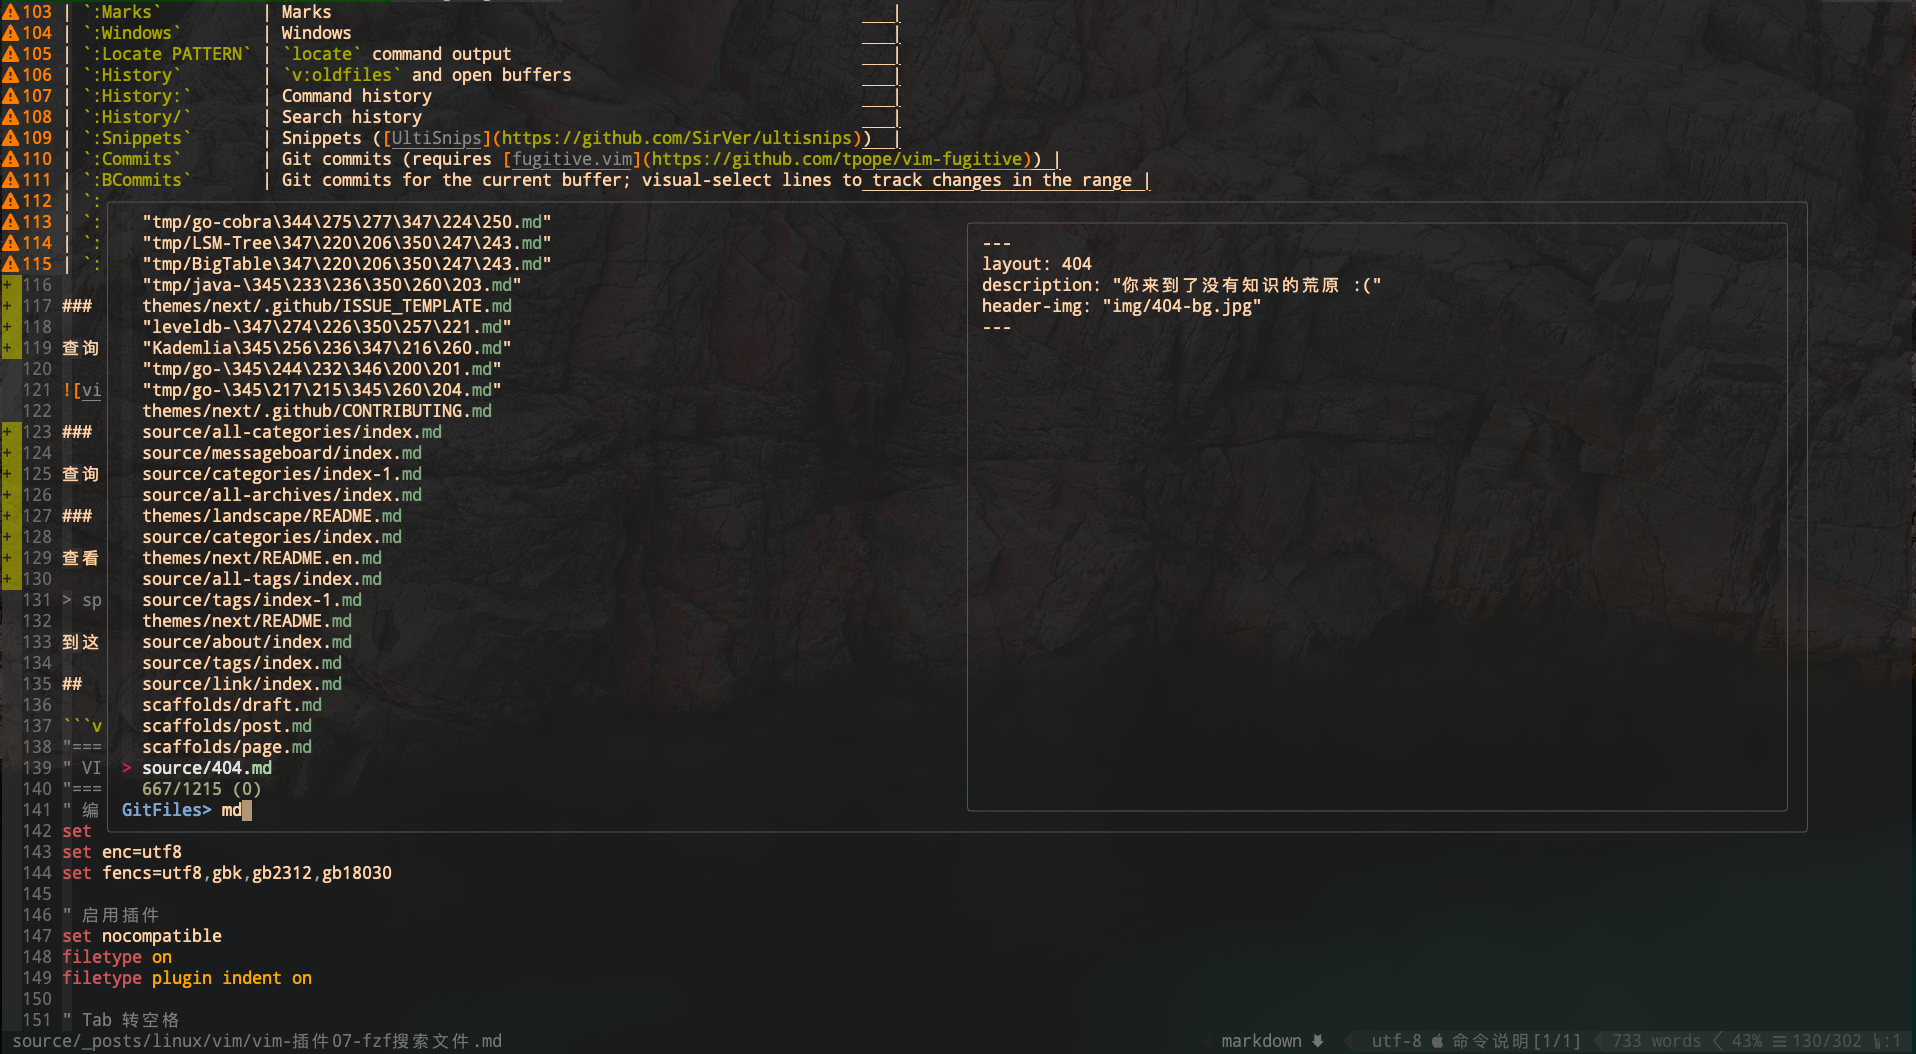 103 | `:Marks` | Marks ___|
104 | `:Windows` | Windows ___|
105 | `:Locate PATTERN` | `locate` command output ___|
106 | `:History` | `v:oldfiles` and open buffers ___|
107 | `:History:` | Command history ___|
108 | `:History/` | Search history ___|
109 | `:Snippets` | Snippets ([UltiSnips](https://github.com/SirVer/ultisnips))__|
110 | `:Commits` | Git commits (requires [fugitive.vim](https://github.com/tpope/vim-fugitive)) |
111 | `:BCommits` | Git commits for the current buffer; visual-select lines to track changes in the range |
112 | `:
113 | `:
114 | `:
115 | `:
+ 116
+ 117 ###
+ 118
+ 119 查询
120
121 ![vi
122
+ 123 ###
+ 124
+ 125 查询
+ 126
+ 127 ###
+ 128
+ 129 查看
+ 130
131 > sp
132
133 到这
134
135 ##
136
137 ```v
138 "===
139 " VI
140 "===
141 " 编
142 set
"tmp/go-cobra\344\275\277\347\224\250.md"
"tmp/LSM-Tree\347\220\206\350\247\243.md"
"tmp/BigTable\347\220\206\350\247\243.md"
"tmp/java-\345\233\236\350\260\203.md"
themes/next/.github/ISSUE_TEMPLATE.md
"leveldb-\347\274\226\350\257\221.md"
"Kademlia\345\256\236\347\216\260.md"
"tmp/go-\345\244\232\346\200\201.md"
"tmp/go-\345\217\215\345\260\204.md"
themes/next/.github/CONTRIBUTING.md
source/all-categories/index.md
source/messageboard/index.md
source/categories/index-1.md
source/all-archives/index.md
themes/landscape/README.md
source/categories/index.md
themes/next/README.en.md
source/all-tags/index.md
source/tags/index-1.md
themes/next/README.md
source/about/index.md
source/tags/index.md
source/link/index.md
scaffolds/draft.md
scaffolds/post.md
scaffolds/page.md
> source/404.md
667/1215 (0)
GitFiles> md
---
layout: 404
description: "你来到了没有知识的荒原 :("
header-img: "img/404-bg.jpg"
---
143 set enc=utf8
144 set fencs=utf8,gbk,gb2312,gb18030
145
146 " 启用插件
147 set nocompatible
148 filetype on
149 filetype plugin indent on
150
151 " Tab 转空格
source/_posts/linux/vim/vim-插件07-fzf搜索文件.md markdown utf-8 命令说明[1/1] 733 words 43% ☰ 130/302 :1